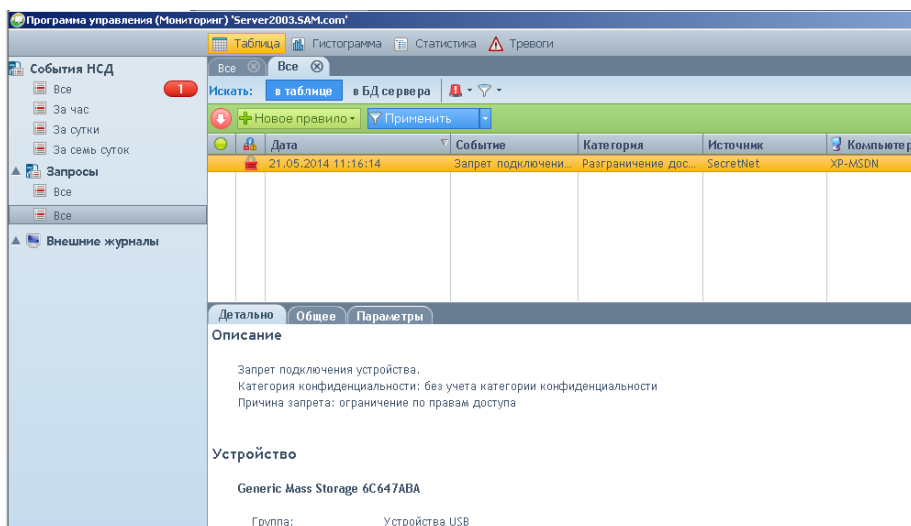 Программа управления (Мониторинг) 'Server2003.SAM.com'
Таблица Гистограмма Статистика Тревоги
События НСД
Все 1
За час
За сутки
За семь суток
Запросы
Все
Все
Внешние журналы
Все Все
Искать: в таблице в БД сервера
Новое правило Применить
Дата Событие Категория Источник Компьютер
21.05.2014 11:16:14 Запрет подключени... Разграничение дос... SecretNet XP-MSDN
Детально Общее Параметры
Описание
Запрет подключения устройства.
Категория конфиденциальности: без учета категории конфиденциальности
Причина запрета: ограничение по правам доступа
Устройство
Generic Mass Storage 6C647ABA
Группа: Устройства USB